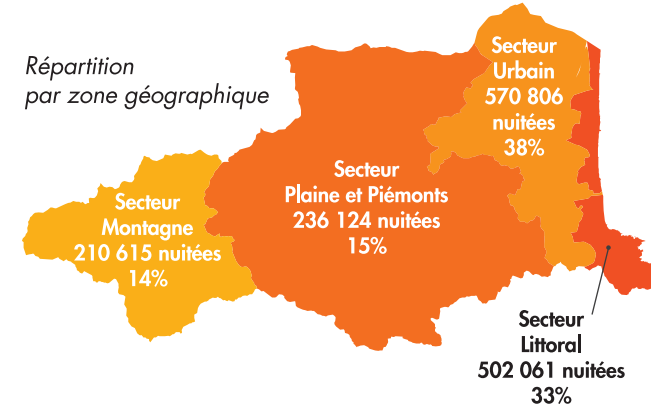 Répartition
par zone géographique
Secteur
Urbain
570 806
nuitées
38%
Secteur
Plaine et Piémonts
236 124 nuitées
15%
Secteur
Montagne
210 615 nuitées
14%
Secteur
Littoral
502 061 nuitées
33%